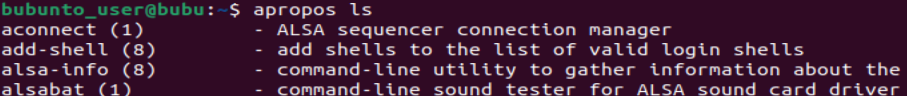 bubunto_user@bubu:~$ apropos ls
aconnect (1) - ALSA sequencer connection manager
add-shell (8) - add shells to the list of valid login shells
alsa-info (8) - command-line utility to gather information about the
alsabat (1) - command-line sound tester for ALSA sound card driver